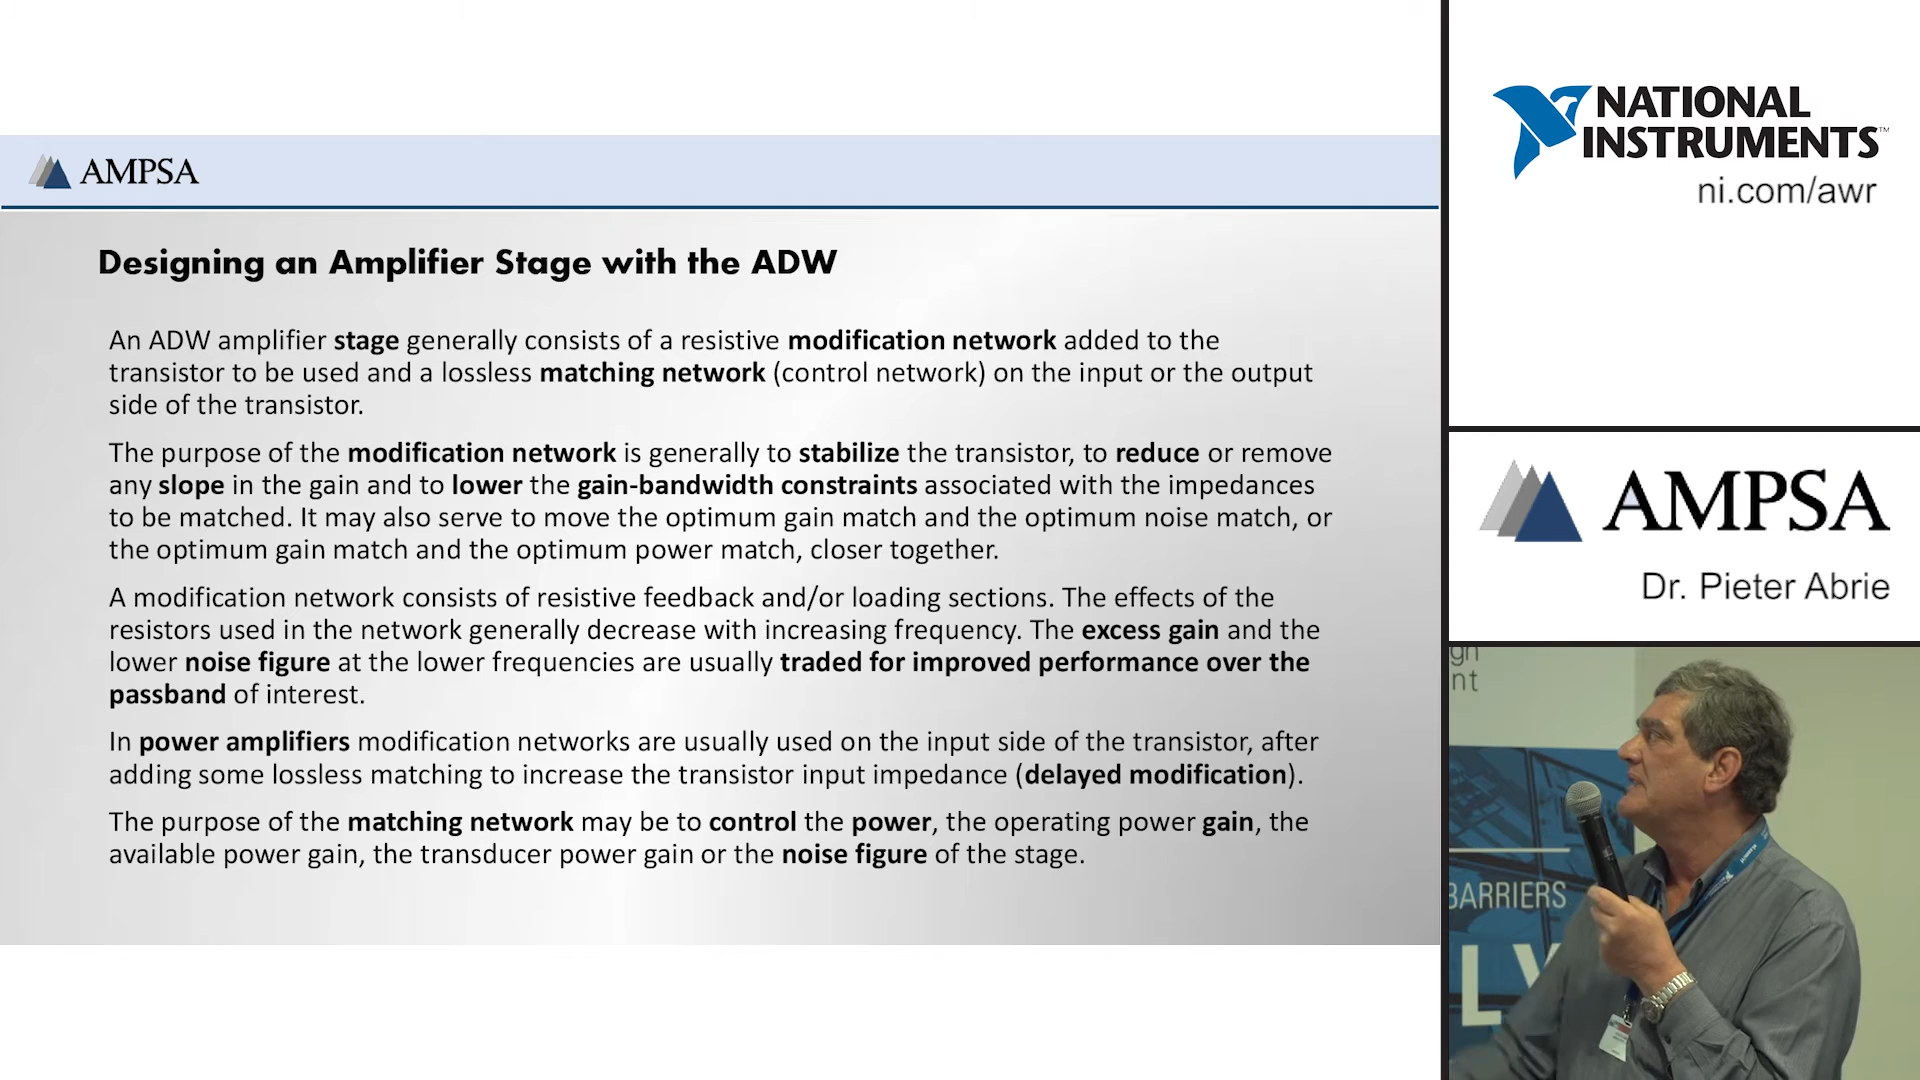 AMPSA
Designing an Amplifier Stage with the ADW
An ADW amplifier stage generally consists of a resistive modification network added to the
transistor to be used and a lossless matching network (control network) on the input or the output
side of the transistor.
The purpose of the modification network is generally to stabilize the transistor, to reduce or remove
any slope in the gain and to lower the gain-bandwidth constraints associated with the impedances
to be matched. It may also serve to move the optimum gain match and the optimum noise match, or
the optimum gain match and the optimum power match, closer together.
A modification network consists of resistive feedback and/or loading sections. The effects of the
resistors used in the network generally decrease with increasing frequency. The excess gain and the
lower noise figure at the lower frequencies are usually traded for improved performance over the
passband of interest.
In power amplifiers modification networks are usually used on the input side of the transistor, after
adding some lossless matching to increase the transistor input impedance (delayed modification).
The purpose of the matching network may be to control the power, the operating power gain, the
available power gain, the transducer power gain or the noise figure of the stage.
NATIONAL
INSTRUMENTS™
ni.com/awr
AMPSA
Dr. Pieter Abrie
gn
nt
BARRIERS
LY